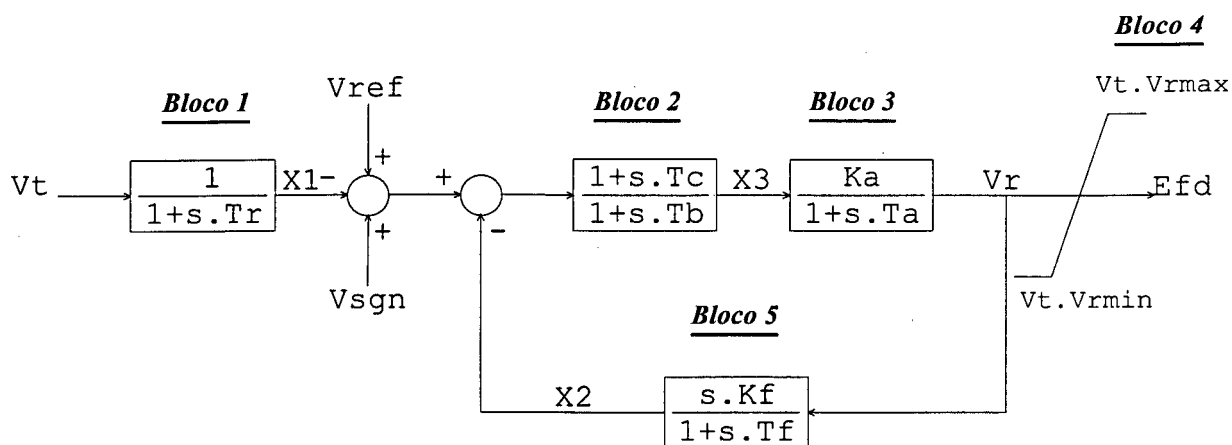 Bloco 4
Vref
Vt.Vrmax
Bloco 1
Bloco 2
Bloco 3
+
Vt
1
1+s.Tr
X1-
+
1+s.Tc
1+s.Tb
X3
Ka
1+s.Ta
Vr
Efd
+
-
Vsgn
Vt.Vrmin
Bloco 5
X2
s.Kf
1+s.Tf